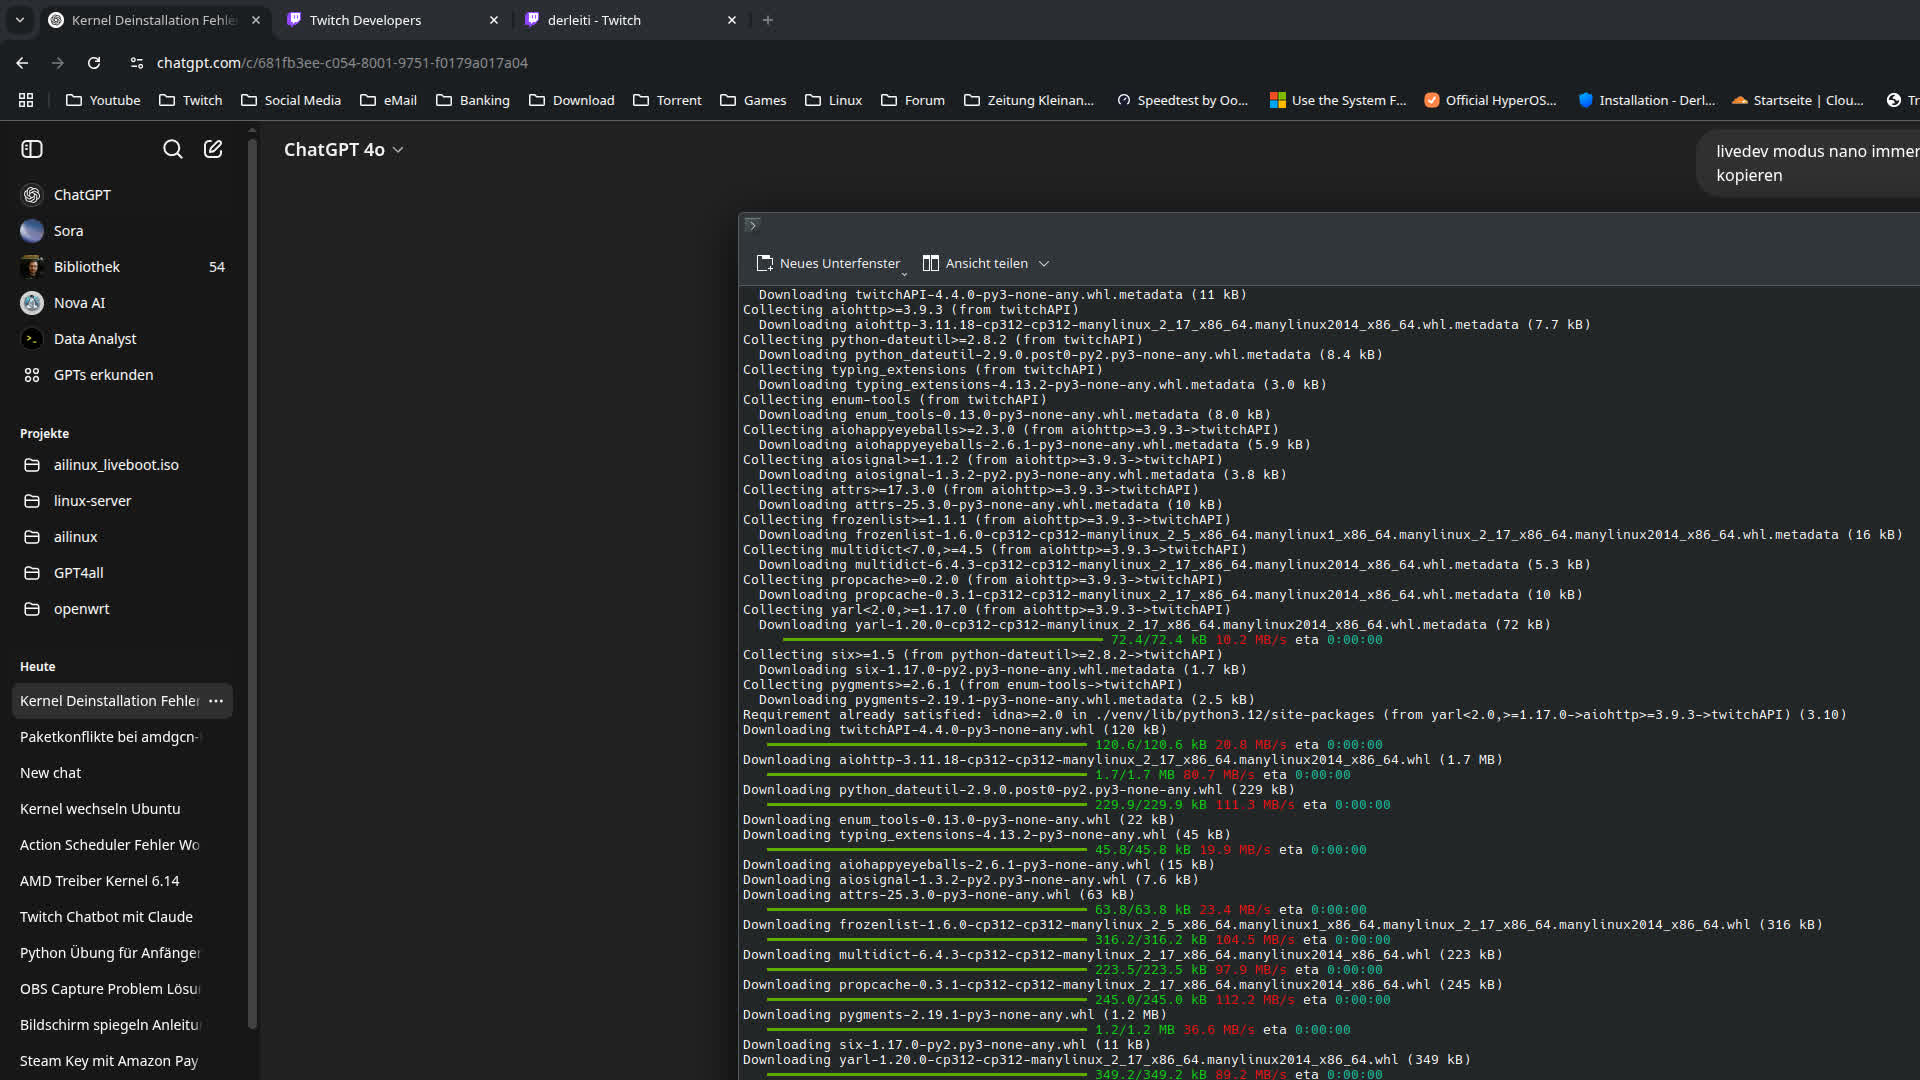 Kernel Deinstallation Fehle
Twitch Developers
derleiti - Twitch
chatgpt.com/c/681fb3ee-c054-8001-9751-f0179a017a04
Youtube
Twitch
Social Media
eMail
Banking
Download
Torrent
Games
Linux
Forum
Zeitung Kleinan...
Speedtest by Oo...
Use the System F...
Official HyperOS...
Installation - Derl...
Startseite | Clou...
Tr
ChatGPT 4o
livedev modus nano immer
kopieren
ChatGPT
Sora
Bibliothek 54
Nova AI
Data Analyst
GPTs erkunden
Projekte
ailinux_liveboot.iso
linux-server
ailinux
GPT4all
openwrt
Heute
Kernel Deinstallation Fehler
Paketkonflikte bei amdgcn-
New chat
Kernel wechseln Ubuntu
Action Scheduler Fehler Wo
AMD Treiber Kernel 6.14
Twitch Chatbot mit Claude
Python Übung für Anfänger
OBS Capture Problem Lösu
Bildschirm spiegeln Anleitu
Steam Key mit Amazon Pay
Neues Unterfenster
Ansicht teilen
Downloading twitchAPI-4.4.0-py3-none-any.whl.metadata (11 kB)
Collecting aiohttp>=3.9.3 (from twitchAPI)
Downloading aiohttp-3.11.18-cp312-cp312-manylinux_2_17_x86_64.manylinux2014_x86_64.whl.metadata (7.7 kB)
Collecting python-dateutil>=2.8.2 (from twitchAPI)
Downloading python_dateutil-2.9.0.post0-py2.py3-none-any.whl.metadata (8.4 kB)
Collecting typing_extensions (from twitchAPI)
Downloading typing_extensions-4.13.2-py3-none-any.whl.metadata (3.0 kB)
Collecting enum-tools (from twitchAPI)
Downloading enum_tools-0.13.0-py3-none-any.whl.metadata (8.0 kB)
Collecting aiohappyeyeballs>=2.3.0 (from aiohttp>=3.9.3->twitchAPI)
Downloading aiohappyeyeballs-2.6.1-py3-none-any.whl.metadata (5.9 kB)
Collecting aiosignal>=1.1.2 (from aiohttp>=3.9.3->twitchAPI)
Downloading aiosignal-1.3.2-py2.py3-none-any.whl.metadata (3.8 kB)
Collecting attrs>=17.3.0 (from aiohttp>=3.9.3->twitchAPI)
Downloading attrs-25.3.0-py3-none-any.whl.metadata (10 kB)
Collecting frozenlist>=1.1.1 (from aiohttp>=3.9.3->twitchAPI)
Downloading frozenlist-1.6.0-cp312-cp312-manylinux_2_5_x86_64.manylinux1_x86_64.manylinux_2_17_x86_64.manylinux2014_x86_64.whl.metadata (16 kB)
Collecting multidict<7.0,>=4.5 (from aiohttp>=3.9.3->twitchAPI)
Downloading multidict-6.4.3-cp312-cp312-manylinux_2_17_x86_64.manylinux2014_x86_64.whl.metadata (5.3 kB)
Collecting propcache>=0.2.0 (from aiohttp>=3.9.3->twitchAPI)
Downloading propcache-0.3.1-cp312-cp312-manylinux_2_17_x86_64.manylinux2014_x86_64.whl.metadata (10 kB)
Collecting yarl<2.0,>=1.17.0 (from aiohttp>=3.9.3->twitchAPI)
Downloading yarl-1.20.0-cp312-cp312-manylinux_2_17_x86_64.manylinux2014_x86_64.whl.metadata (72 kB)
72.4/72.4 kB 10.2 MB/s eta 0:00:00
Collecting six>=1.5 (from python-dateutil>=2.8.2->twitchAPI)
Downloading six-1.17.0-py2.py3-none-any.whl.metadata (1.7 kB)
Collecting pygments>=2.6.1 (from enum-tools->twitchAPI)
Downloading pygments-2.19.1-py3-none-any.whl.metadata (2.5 kB)
Requirement already satisfied: idna>=2.0 in ./venv/lib/python3.12/site-packages (from yarl<2.0,>=1.17.0->aiohttp>=3.9.3->twitchAPI) (3.10)
Downloading twitchAPI-4.4.0-py3-none-any.whl (120 kB)
120.6/120.6 kB 20.8 MB/s eta 0:00:00
Downloading aiohttp-3.11.18-cp312-cp312-manylinux_2_17_x86_64.manylinux2014_x86_64.whl (1.7 MB)
1.7/1.7 MB 80.7 MB/s eta 0:00:00
Downloading python_dateutil-2.9.0.post0-py2.py3-none-any.whl (229 kB)
229.9/229.9 kB 111.3 MB/s eta 0:00:00
Downloading enum_tools-0.13.0-py3-none-any.whl (22 kB)
Downloading typing_extensions-4.13.2-py3-none-any.whl (45 kB)
45.8/45.8 kB 19.9 MB/s eta 0:00:00
Downloading aiohappyeyeballs-2.6.1-py3-none-any.whl (15 kB)
Downloading aiosignal-1.3.2-py2.py3-none-any.whl (7.6 kB)
Downloading attrs-25.3.0-py3-none-any.whl (63 kB)
63.8/63.8 kB 23.4 MB/s eta 0:00:00
Downloading frozenlist-1.6.0-cp312-cp312-manylinux_2_5_x86_64.manylinux1_x86_64.manylinux_2_17_x86_64.manylinux2014_x86_64.whl (316 kB)
316.2/316.2 kB 104.5 MB/s eta 0:00:00
Downloading multidict-6.4.3-cp312-cp312-manylinux_2_17_x86_64.manylinux2014_x86_64.whl (223 kB)
223.5/223.5 kB 97.9 MB/s eta 0:00:00
Downloading propcache-0.3.1-cp312-cp312-manylinux_2_17_x86_64.manylinux2014_x86_64.whl (245 kB)
245.0/245.0 kB 112.2 MB/s eta 0:00:00
Downloading pygments-2.19.1-py3-none-any.whl (1.2 MB)
1.2/1.2 MB 36.6 MB/s eta 0:00:00
Downloading six-1.17.0-py2.py3-none-any.whl (11 kB)
Downloading yarl-1.20.0-cp312-cp312-manylinux_2_17_x86_64.manylinux2014_x86_64.whl (349 kB)
349.2/349.2 kB 89.2 MB/s eta 0:00:00